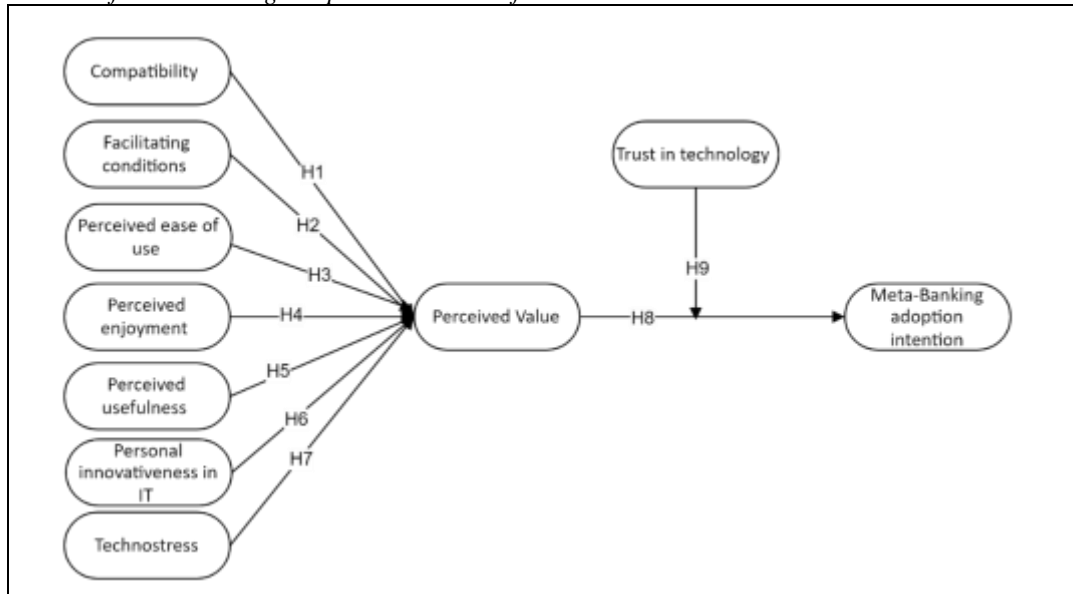 Compatibility
Facilitating
conditions
Perceived ease of
use
Perceived
enjoyment
Perceived
usefulness
Personal
innovativeness in
IT
Technostress
H1
H2
H3
H4
H5
H6
H7
Perceived Value
Trust in technology
H9
H8
Meta-Banking
adoption
intention